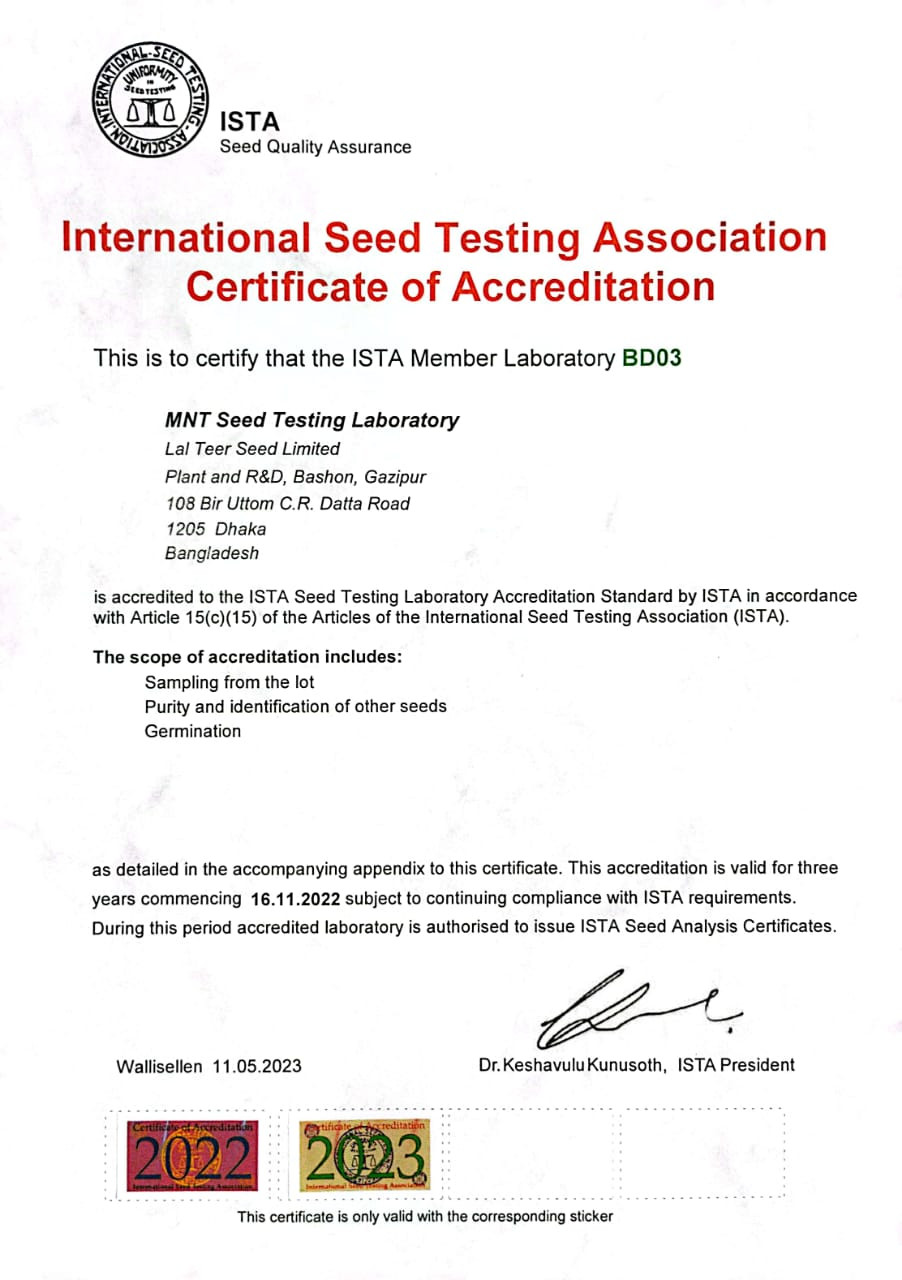 INTERNATIONAL-SEED TESTING-ASSOCIATION
UNIFORMITY
IN
SEED TESTING
ISTA
Seed Quality Assurance
International Seed Testing Association
Certificate of Accreditation
This is to certify that the ISTA Member Laboratory BD03
MNT Seed Testing Laboratory
Lal Teer Seed Limited
Plant and R&D, Bashon, Gazipur
108 Bir Uttom C.R. Datta Road
1205 Dhaka
Bangladesh
is accredited to the ISTA Seed Testing Laboratory Accreditation Standard by ISTA in accordance
with Article 15(c)(15) of the Articles of the International Seed Testing Association (ISTA).
The scope of accreditation includes:
Sampling from the lot
Purity and identification of other seeds
Germination
as detailed in the accompanying appendix to this certificate. This accreditation is valid for three
years commencing 16.11.2022 subject to continuing compliance with ISTA requirements.
During this period accredited laboratory is authorised to issue ISTA Seed Analysis Certificates.
Wallisellen 11.05.2023
Dr. Keshavulu Kunusoth, ISTA President
Certificate of Accreditation
2022
International Seed Testing Association
Certificate of Accreditation
2023
International Seed Testing Association
This certificate is only valid with the corresponding sticker